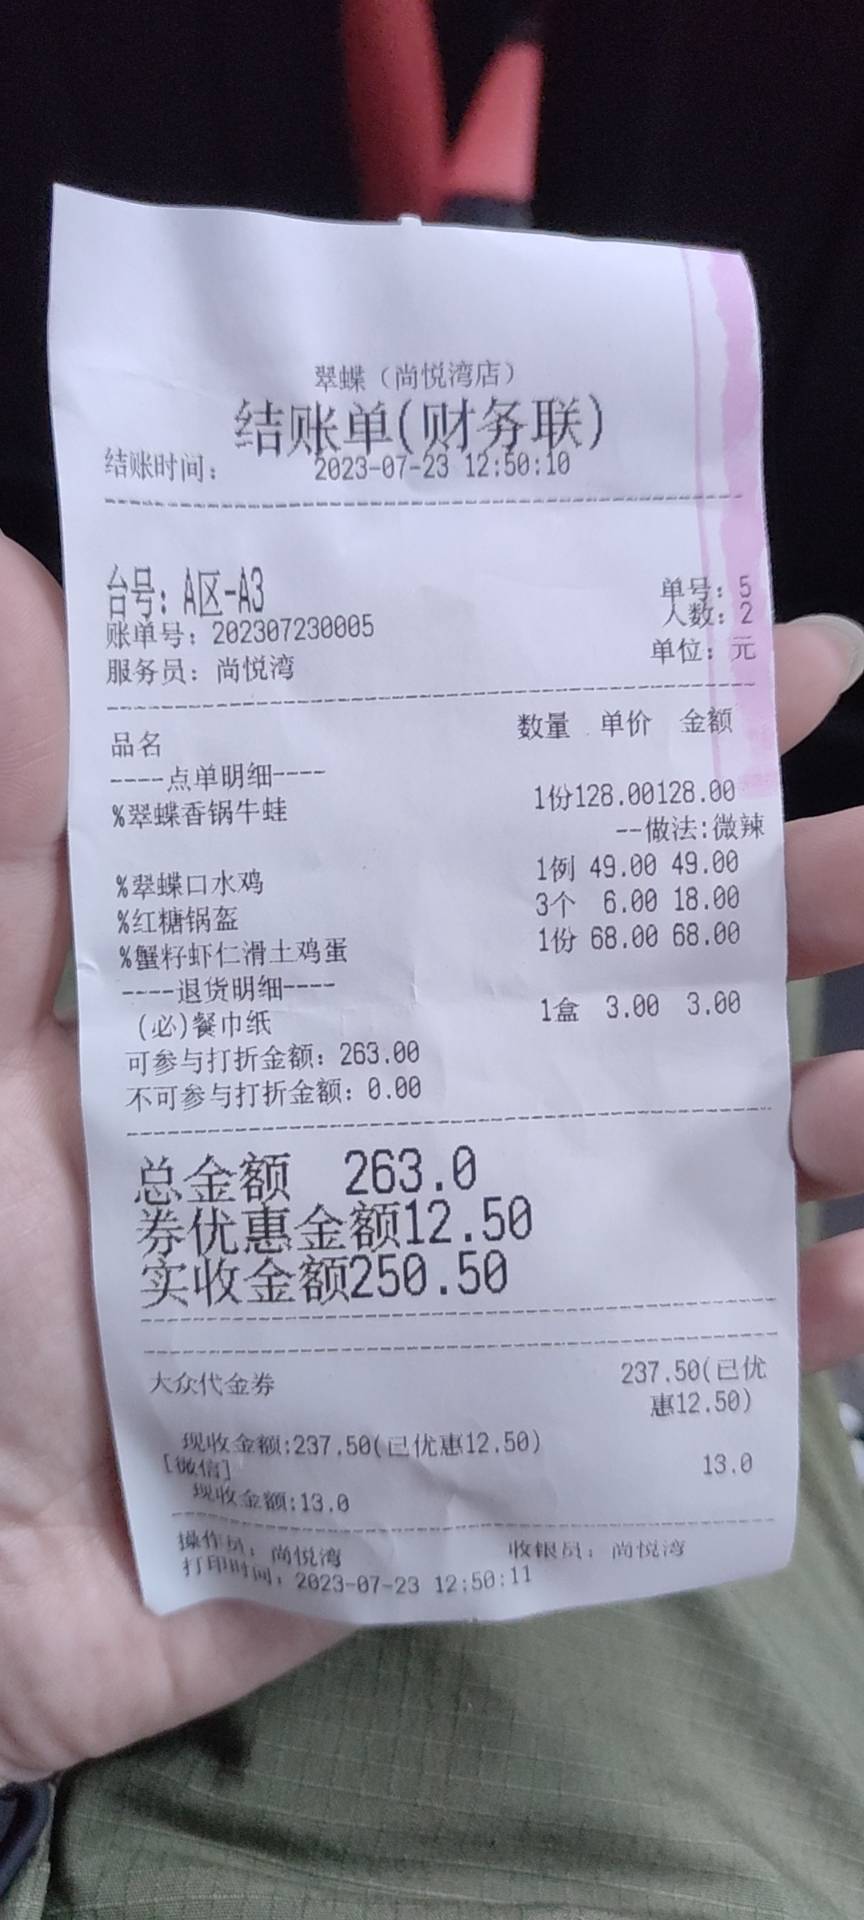 翠蝶（尚悦湾店）
结账单(财务联)
结账时间： 2023-07-23 12:50:10
台号: A区-A3 单号: 5
账单号: 202307230005 人数: 2
服务员: 尚悦湾 单位: 元
品名 数量 单价 金额
----点单明细----
%翠蝶香锅牛蛙 1份128.00128.00
--做法:微辣
%翠蝶口水鸡 1例 49.00 49.00
%红糖锅盔 3个 6.00 18.00
%蟹籽虾仁滑土鸡蛋 1份 68.00 68.00
----退货明细----
(必)餐巾纸 1盒 3.00 3.00
可参与打折金额: 263.00
不可参与打折金额: 0.00
总金额 263.0
券优惠金额12.50
实收金额250.50
大众代金券 237.50(已优
惠12.50)
现收金额:237.50(已优惠12.50)
[微信] 13.0
现收金额:13.0
操作员: 尚悦湾 收银员: 尚悦湾
打印时间: 2023-07-23 12:50:11